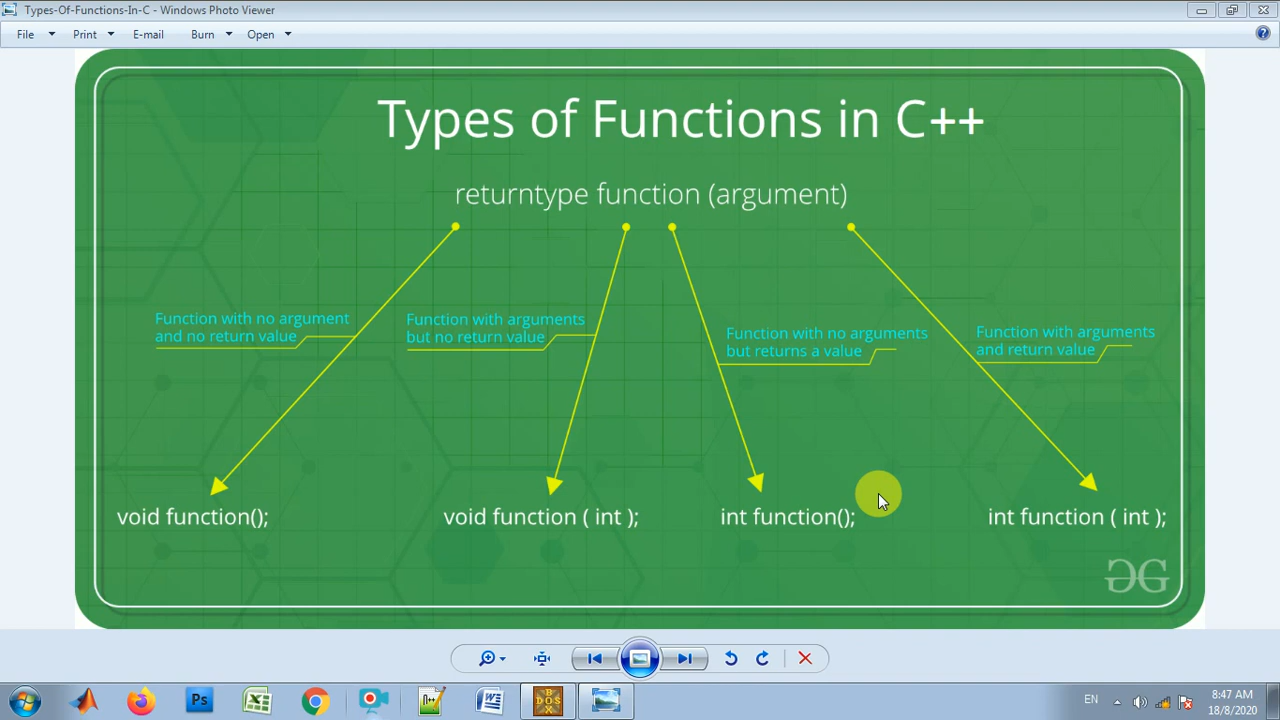 Types-Of-Functions-In-C - Windows Photo Viewer
File Print E-mail Burn Open
Types of Functions in C++
returntype function (argument)
Function with no argument
and no return value
Function with arguments
but no return value
Function with no arguments
but returns a value
Function with arguments
and return value
void function();
void function ( int );
int function();
int function ( int );
Ps
W
DOS
EN
8:47 AM
18/8/2020